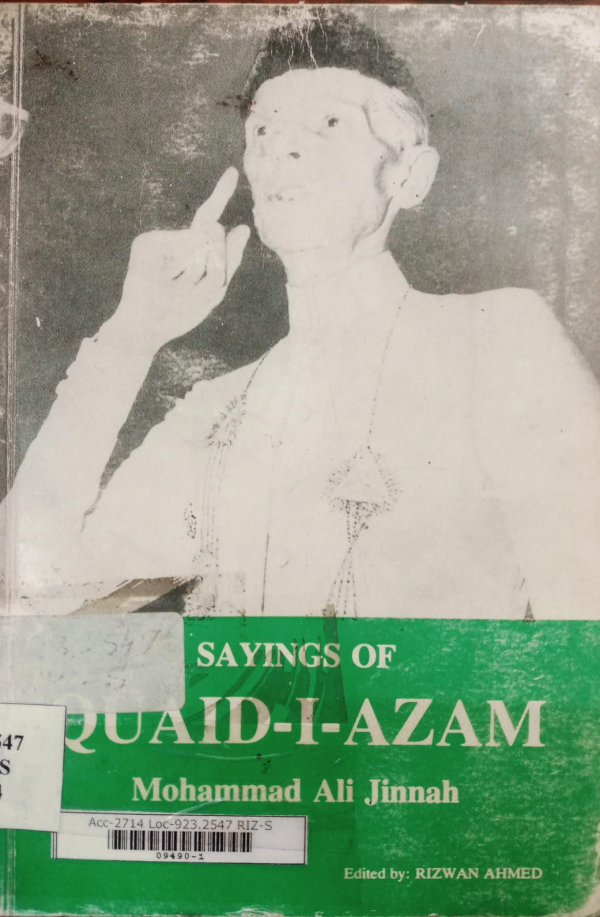 SAYINGS OF
QUAID-I-AZAM
Mohammad Ali Jinnah
547
S
Acc-2714 Loc-923.2547 RIZ-S
09490-1
Edited by: RIZWAN AHMED